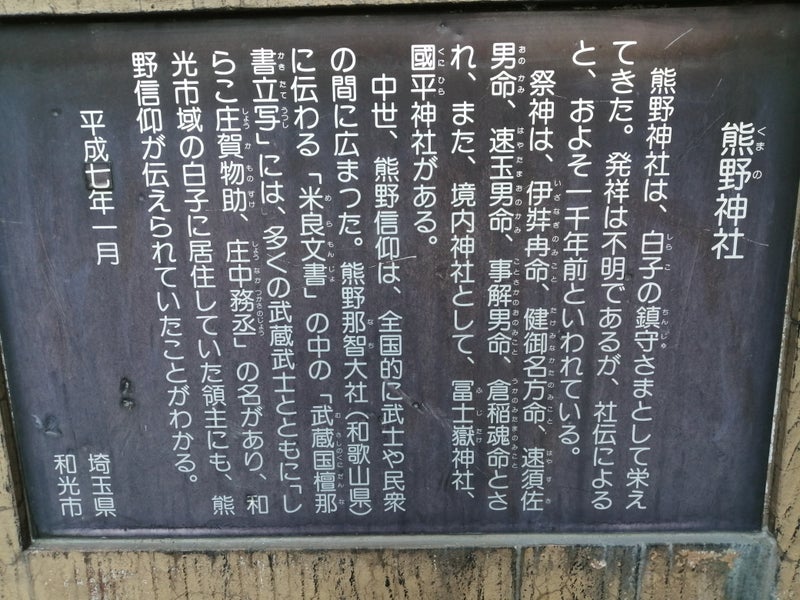 熊野神社
熊野神社は、白子の鎮守さまとして栄え
てきた。発祥は不明であるが、社伝による
と、およそ一千年前といわれている。
祭神は、伊弉冉命、健御名方命、速須佐
男命、速玉男命、事解男命、倉稲魂命とさ
れ、また、境内神社として、冨士嶽神社、
國平神社がある。
中世、熊野信仰は、全国的に武士や民衆
の間に広まった。熊野那智大社(和歌山県)
に伝わる「米良文書」の中の「武蔵国檀那
書立写」には、多くの武蔵武士とともに「し
らこ庄賀物助、庄中務丞」の名があり、和
光市域の白子に居住していた領主にも、熊
野信仰が伝えられていたことがわかる。
平成七年一月
埼玉県
和光市